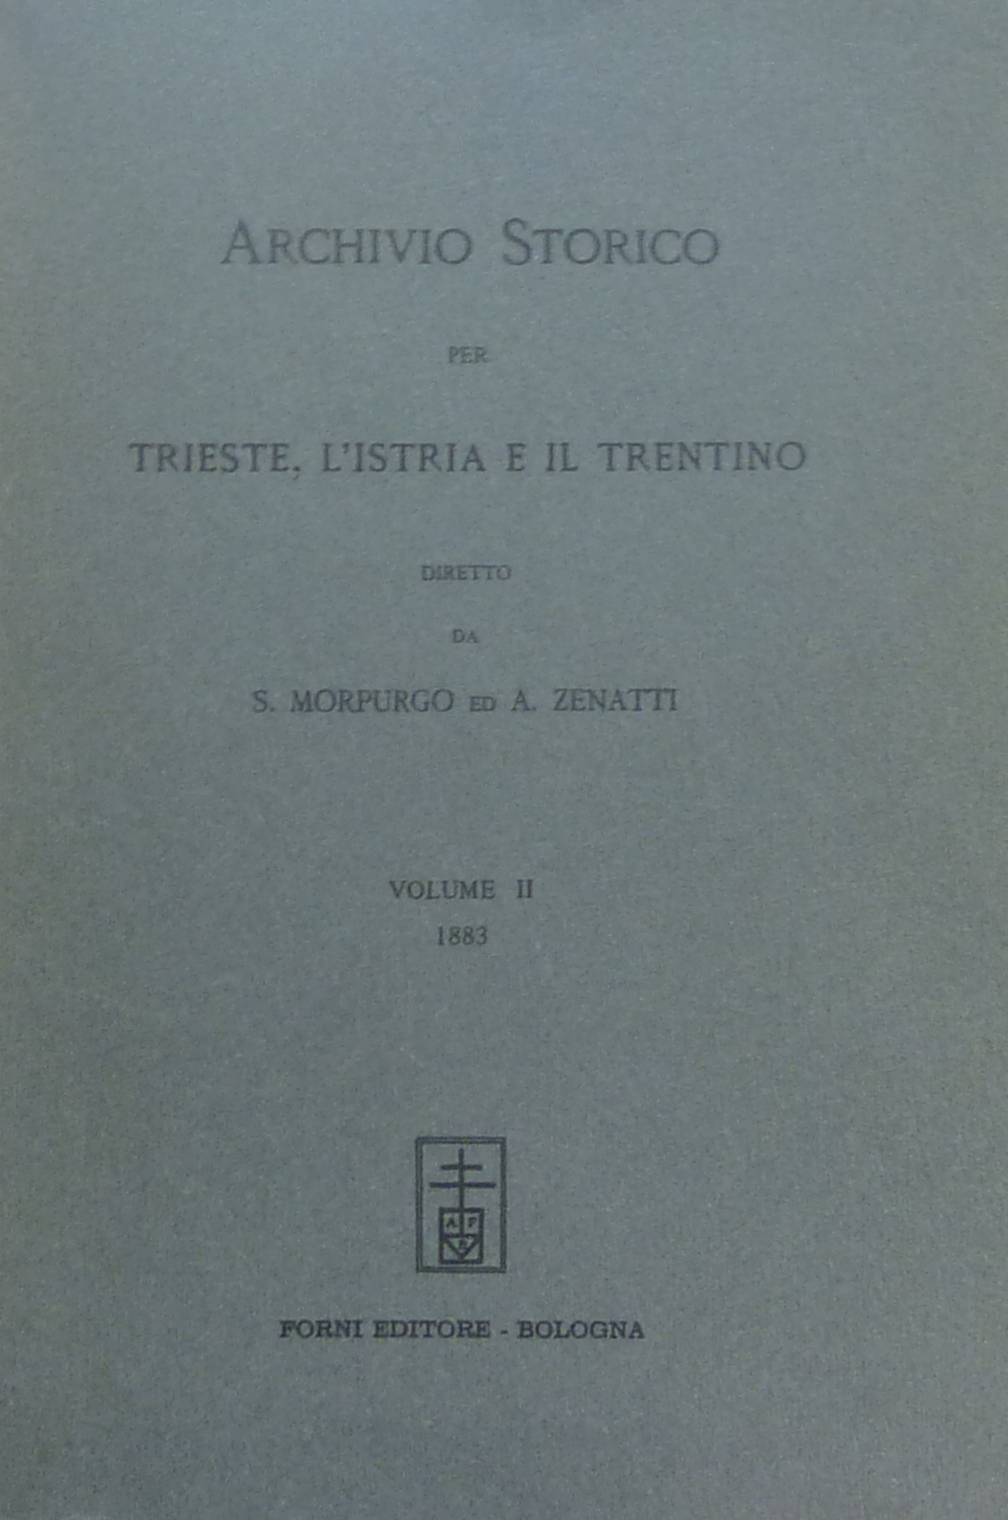 ARCHIVIO STORICO
PER
TRIESTE, L'ISTRIA E IL TRENTINO
DIRETTO
DA
S. MORPURGO ED A. ZENATTI
VOLUME II
1883
A F
B
FORNI EDITORE - BOLOGNA